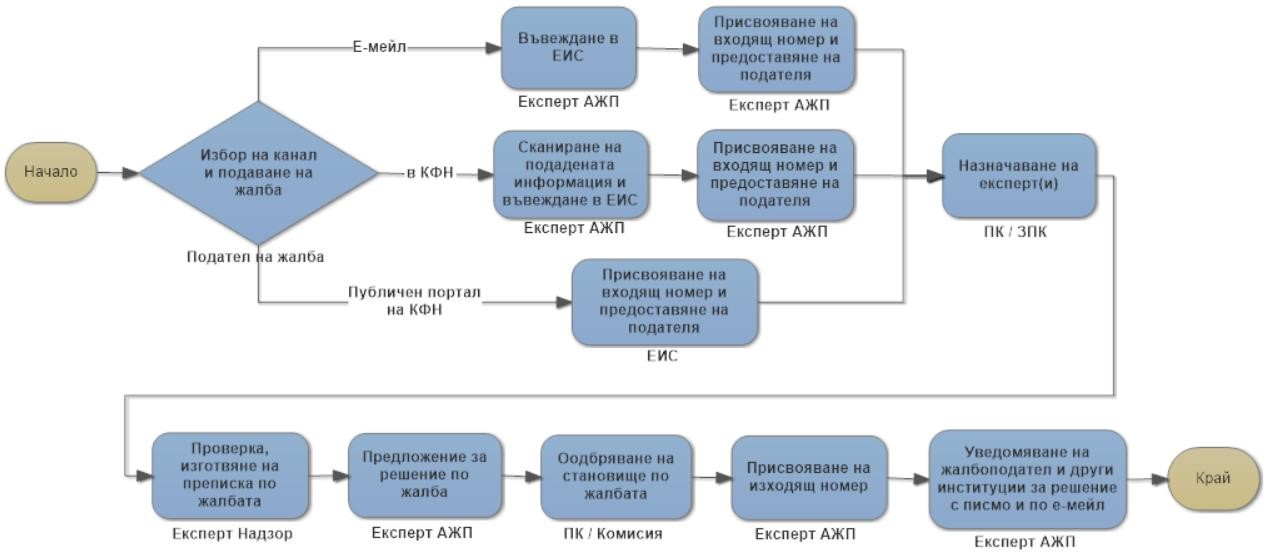 Е-мейл
Въвеждане в
ЕИС
Експерт АЖП
Присвояване на
входящ номер и
предоставяне на
подателя
Експерт АЖП
Начало
Избор на канал
и подаване на
жалба
Подател на жалба
в КФН
Сканиране на
подадената
информация и
въвеждане в ЕИС
Експерт АЖП
Присвояване на
входящ номер и
предоставяне на
подателя
Експерт АЖП
Назначаване на
експерт(и)
ПК / ЗПК
Публичен портал
на КФН
Присвояване на
входящ номер и
предоставяне на
подателя
ЕИС
Проверка,
изготвяне на
преписка по
жалбата
Експерт Надзор
Предложение за
решение по
жалба
Експерт АЖП
Оодбряване на
становище по
жалбата
ПК / Комисия
Присвояване на
изходящ номер
Експерт АЖП
Уведомяване на
жалбоподател и други
институции за решение
с писмо и по е-мейл
Експерт АЖП
Край